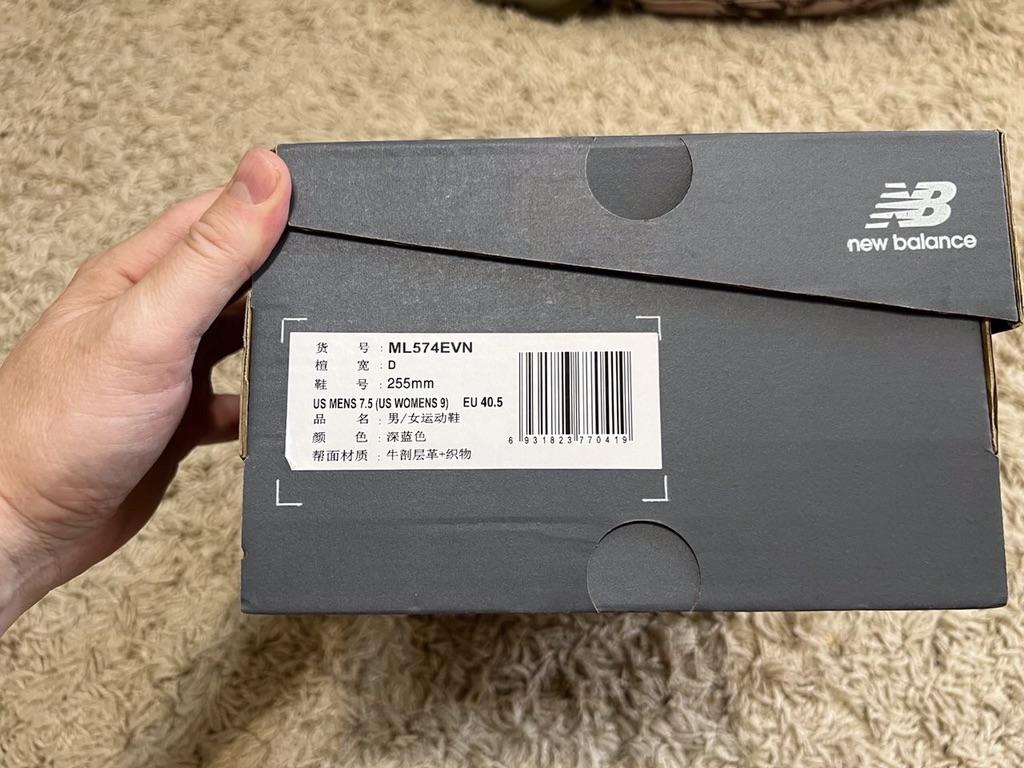 NB
new balance
货 号 : ML574EVN
楦 宽 : D
鞋 号 : 255mm
US MENS 7.5 (US WOMENS 9) EU 40.5
品 名 : 男/女运动鞋
颜 色 : 深蓝色
帮面材质 : 牛剖层革+织物
6 931823 770419